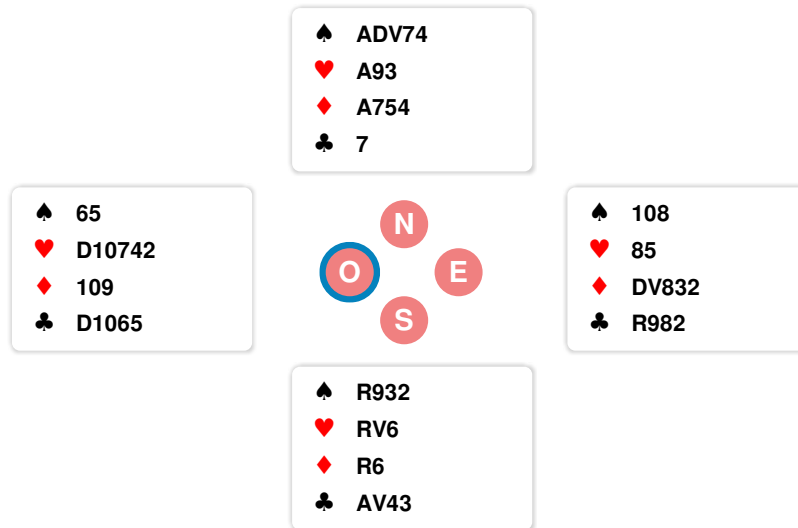 ♠ ADV74
♥ A93
♦ A754
♣ 7
♠ 65
♥ D10742
♦ 109
♣ D1065
N
O
E
S
♠ 108
♥ 85
♦ DV832
♣ R982
♠ R932
♥ RV6
♦ R6
♣ AV43